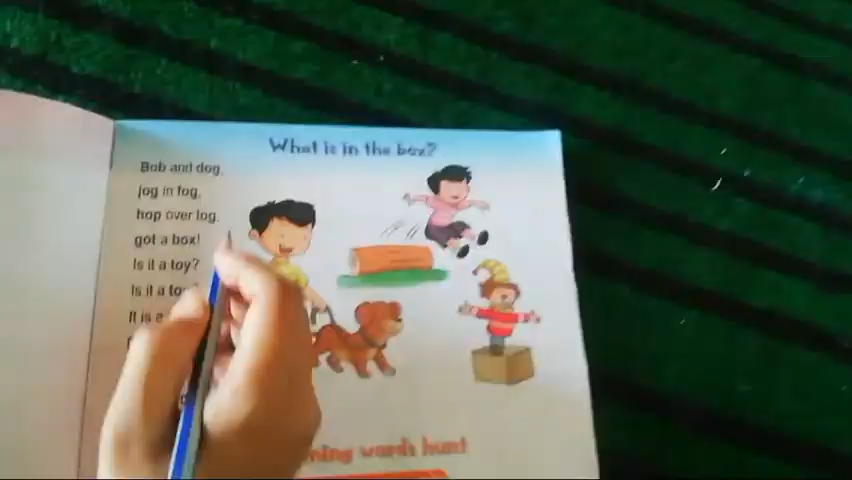 What is in the box?
Bob and dog,
jog in fog,
hop over log,
got a box!
Is it a toy?
Is it a
It is a
words hunt